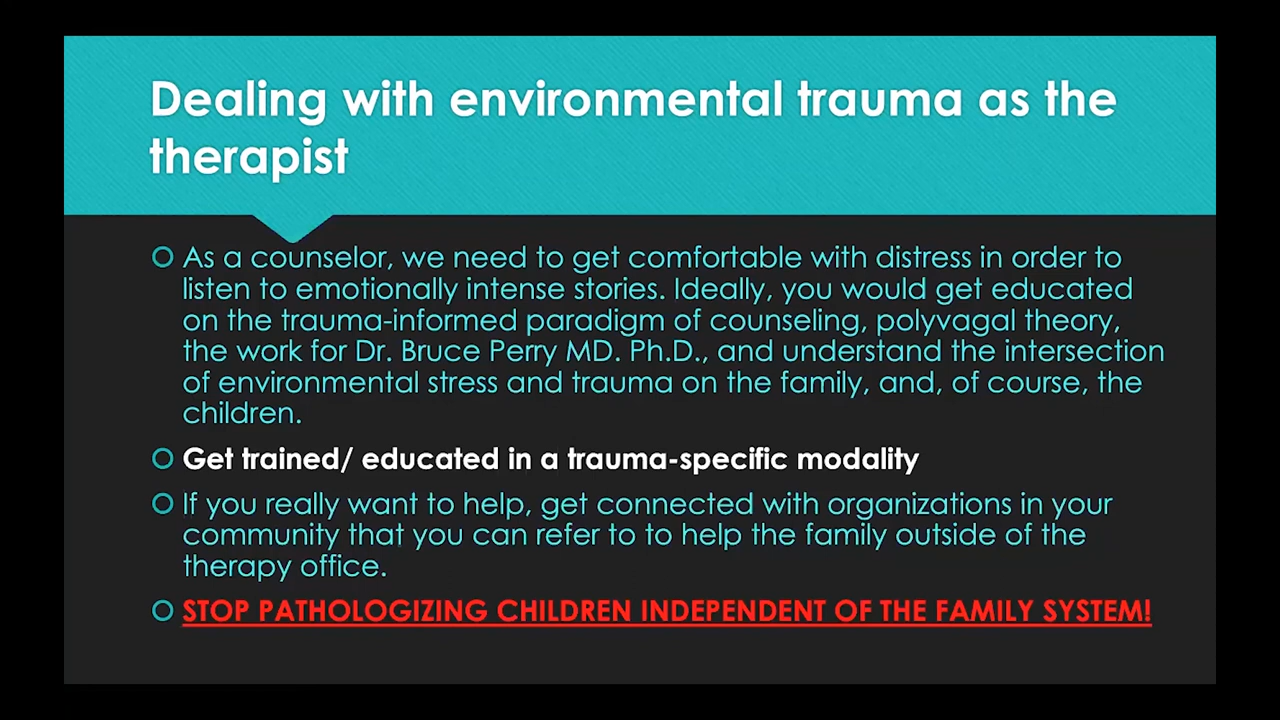 Dealing with environmental trauma as the
therapist
As a counselor, we need to get comfortable with distress in order to
listen to emotionally intense stories. Ideally, you would get educated
on the trauma-informed paradigm of counseling, polyvagal theory,
the work for Dr. Bruce Perry MD. Ph.D., and understand the intersection
of environmental stress and trauma on the family, and, of course, the
children.
Get trained/ educated in a trauma-specific modality
If you really want to help, get connected with organizations in your
community that you can refer to to help the family outside of the
therapy office.
STOP PATHOLOGIZING CHILDREN INDEPENDENT OF THE FAMILY SYSTEM!